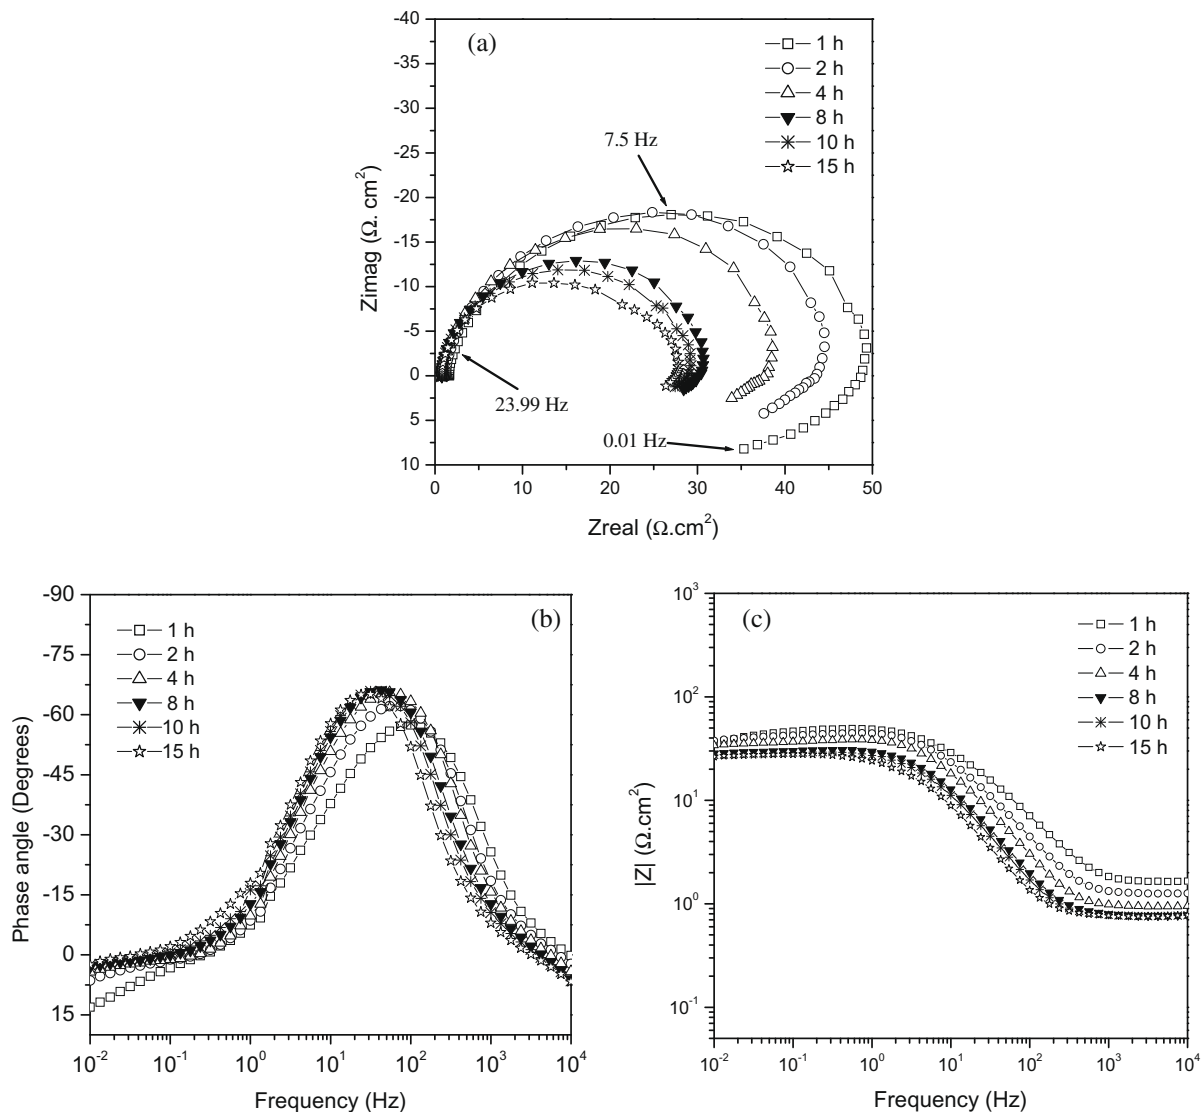 (a)
1 h
2 h
4 h
8 h
10 h
15 h
7.5 Hz
23.99 Hz
0.01 Hz
-40
-35
-30
-25
-20
-15
-10
-5
0
5
10
Zimag (Ω. cm²)
0 10 20 30 40 50
Zreal (Ω.cm²)
(b)
1 h
2 h
4 h
8 h
10 h
15 h
-90
-75
-60
-45
-30
-15
0
15
Phase angle (Degrees)
10⁻² 10⁻¹ 10⁰ 10¹ 10² 10³ 10⁴
Frequency (Hz)
(c)
1 h
2 h
4 h
8 h
10 h
15 h
10³
10²
10¹
10⁰
10⁻¹
|Z| (Ω.cm²)
10⁻² 10⁻¹ 10⁰ 10¹ 10² 10³ 10⁴
Frequency (Hz)